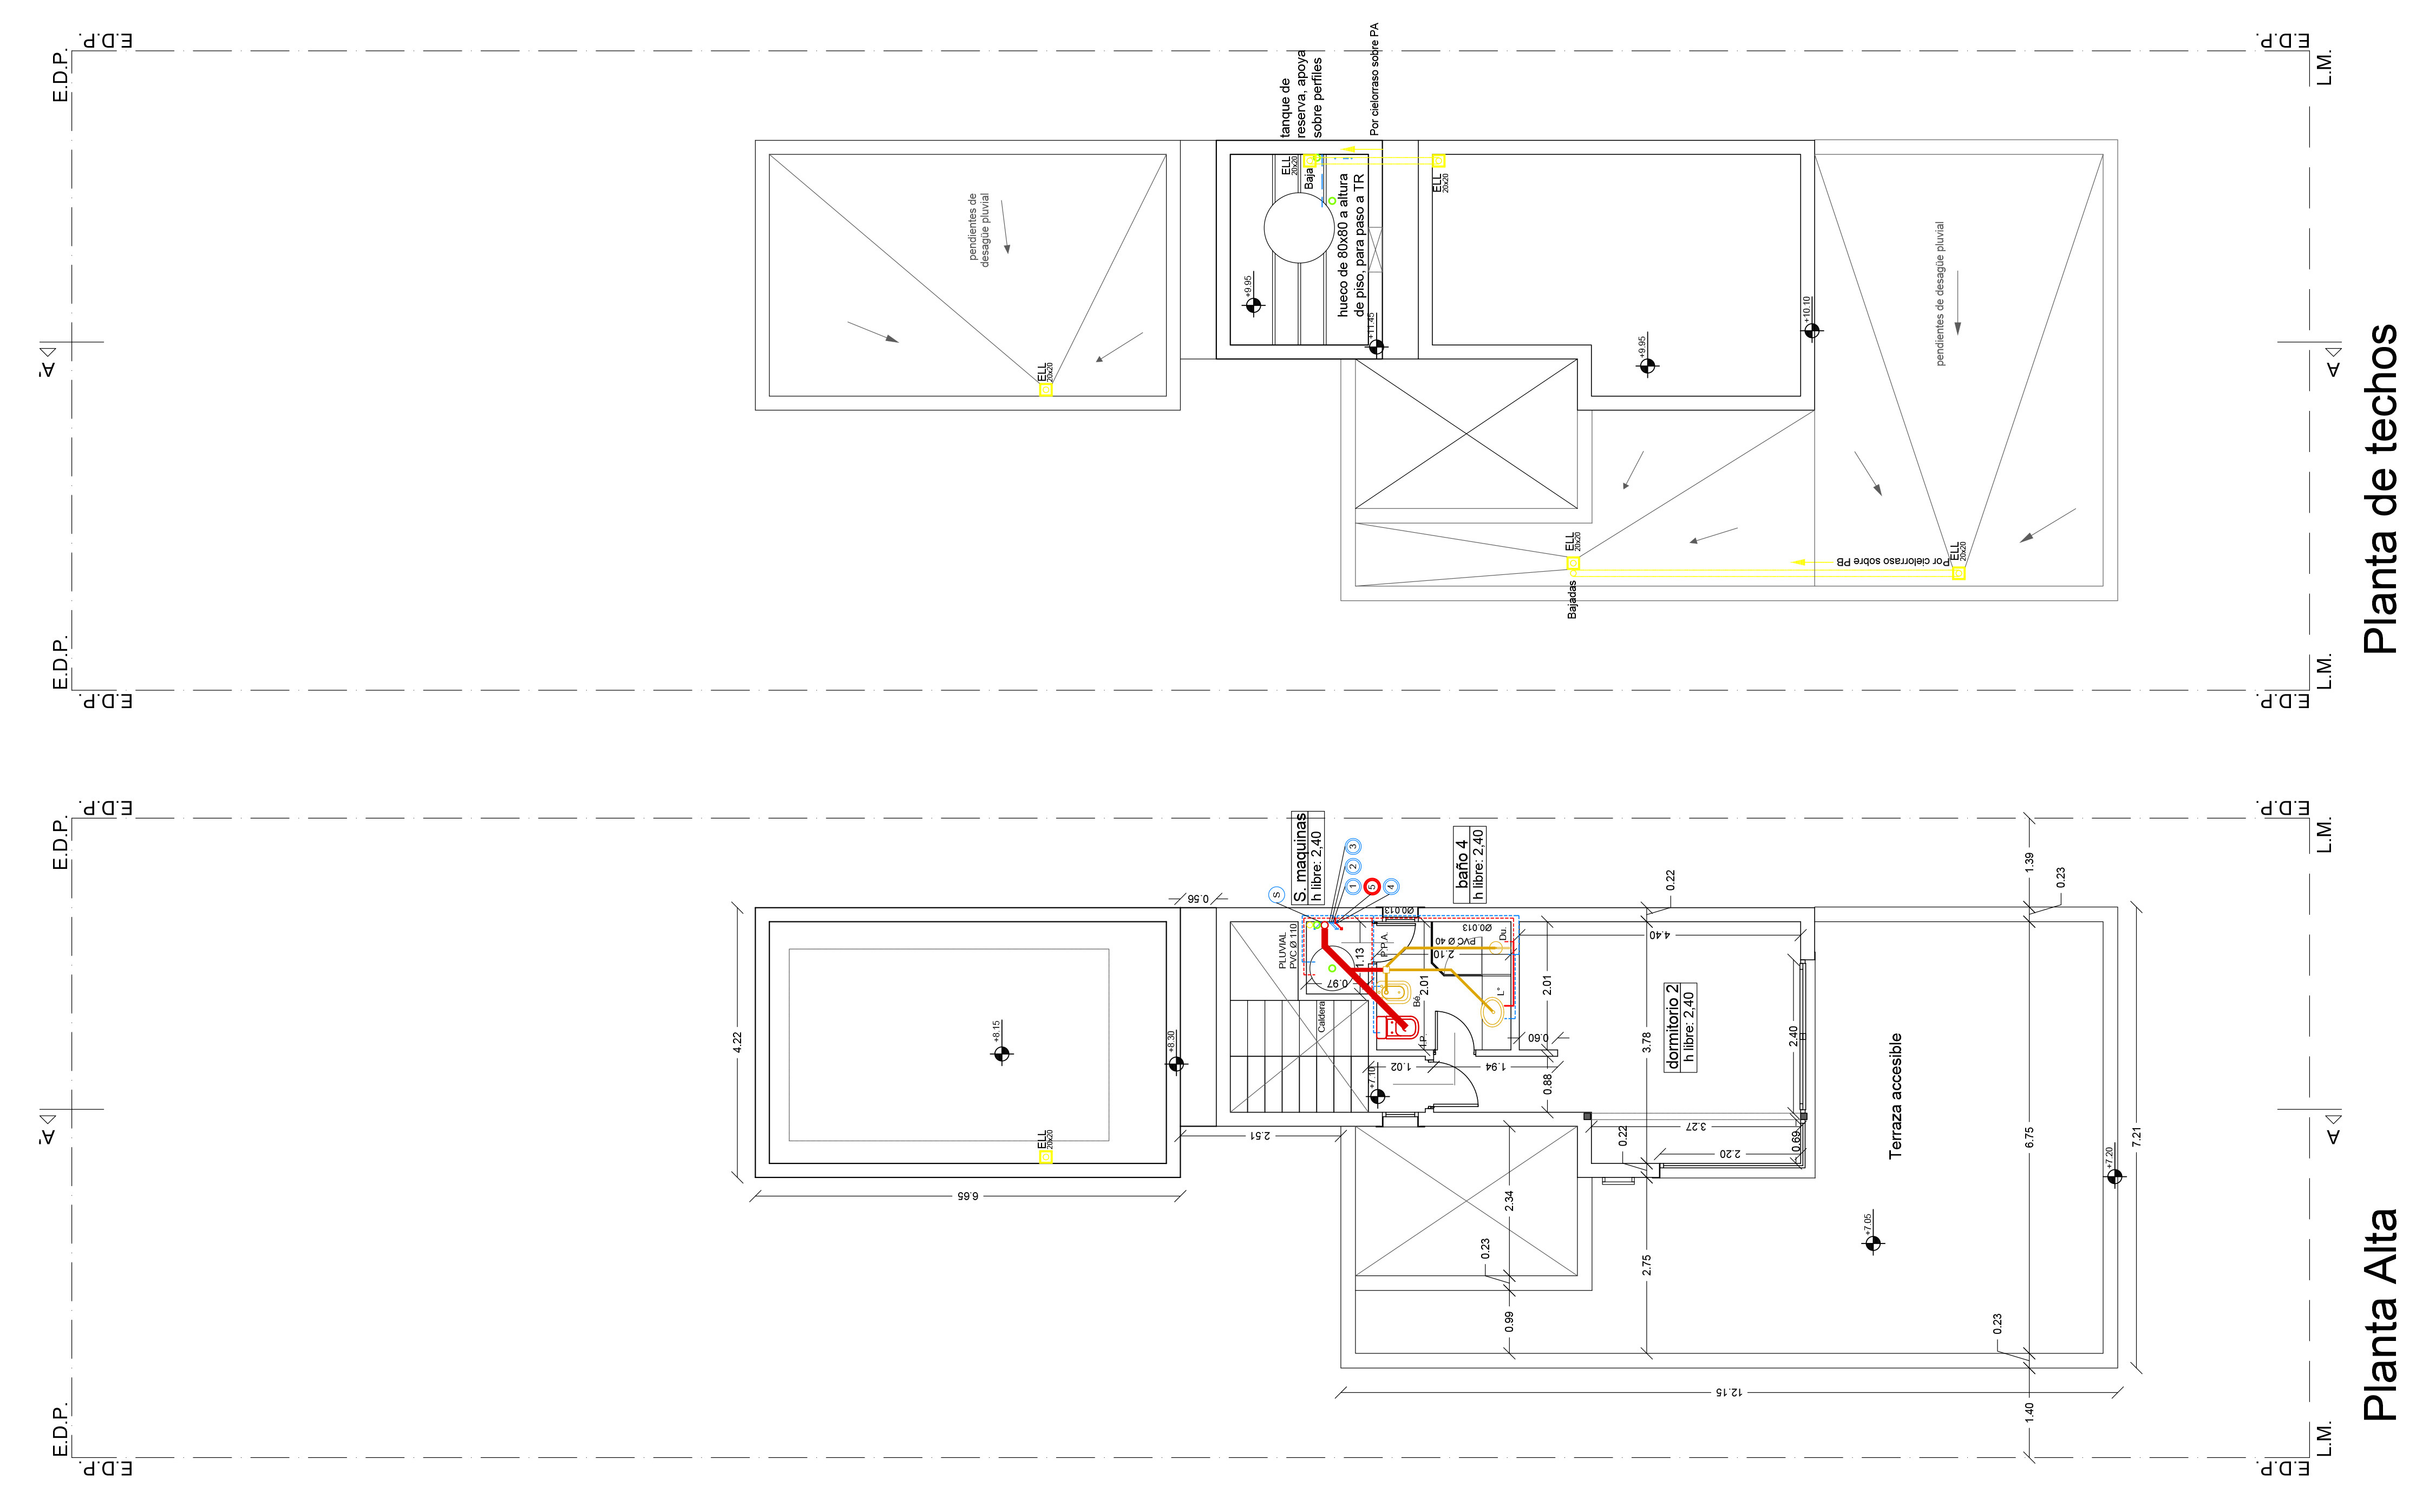 E.D.P.
E.D.P.
E.D.P.
L.M.
tanque de
reserva, apoya
sobre perfiles
Por cielorraso sobre PA
ELL
20x20
Baja
ELL
20x20
hueco de 80x80 a altura
de piso, para paso a TR
pendientes de
desagüe pluvial
pendientes de desagüe pluvial
+9.95
+11.45
+10.10
+9.95
A'
A
ELL
20x20
ELL
20x20
Bajadas
Por cielorraso sobre PB
ELL
20x20
E.D.P.
E.D.P.
E.D.P.
L.M.
Planta de techos
E.D.P.
E.D.P.
E.D.P.
L.M.
S. maquinas
h libre: 2,40
baño 4
h libre: 2,40
S
1
2
3
5
4
0.56
Ø0.013
Ø0.013
PLUVIAL
PVC Ø 110
P.P.A.
PVC Ø 40
Du.
1.13
2.10
0.97
Bé
2.01
L°
I.P.
Caldera
0.60
2.01
4.40
0.22
1.39
0.23
4.22
+8.15
+8.30
+7.10
1.02
1.94
0.88
3.78
dormitorio 2
h libre: 2,40
2.40
Terraza accesible
3.27
0.69
0.22
2.20
2.51
6.65
ELL
20x20
6.75
7.21
+7.20
+7.05
2.34
0.23
2.75
0.99
0.23
12.15
1.40
A'
A
E.D.P.
E.D.P.
E.D.P.
L.M.
Planta Alta